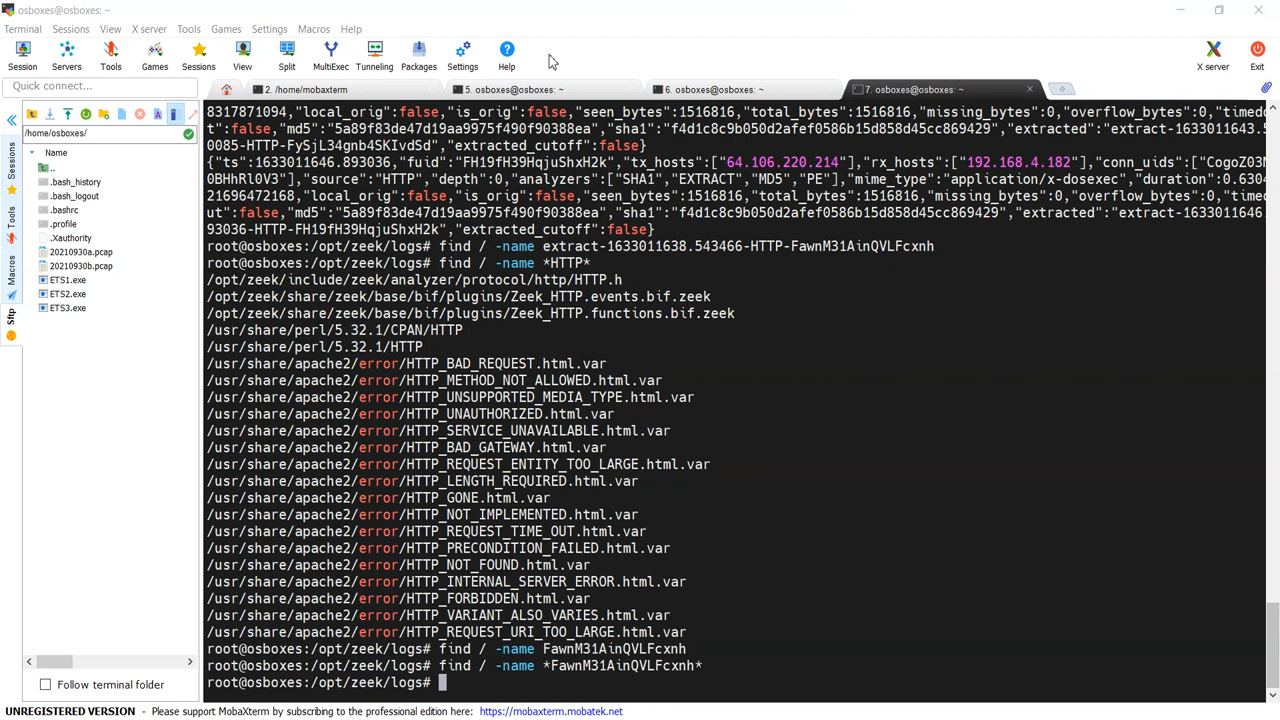 osboxes@osboxes: ~
Terminal Sessions View X server Tools Games Settings Macros Help
Session Servers Tools Games Sessions View Split MultiExec Tunneling Packages Settings Help X server Exit
Quick connect...
2. /home/mobaxterm
5. osboxes@osboxes: ~
6. osboxes@osboxes: ~
7. osboxes@osboxes: ~
Sessions
Tools
Macros
Sftp
/home/osboxes/
Name
..
.bash_history
.bash_logout
.bashrc
.profile
.Xauthority
20210930a.pcap
20210930b.pcap
ETS1.exe
ETS2.exe
ETS3.exe
Follow terminal folder
8317871094,"local_orig":false,"is_orig":false,"seen_bytes":1516816,"total_bytes":1516816,"missing_bytes":0,"overflow_bytes":0,"timed
t":false,"md5":"5a89f83de47d19aa9975f490f90388ea","sha1":"f4d1c8c9b050d2afef0586b15d858d45cc869429","extracted":"extract-1633011643.5
0085-HTTP-FySjL34gnb4SKIvdSd","extracted_cutoff":false}
{"ts":1633011646.893036,"fuid":"FH19fH39HqjuShxH2k","tx_hosts":["64.106.220.214"],"rx_hosts":["192.168.4.182"],"conn_uids":["CogoZ03N
0BHhRl0V3"],"source":"HTTP","depth":0,"analyzers":["SHA1","EXTRACT","MD5","PE"],"mime_type":"application/x-dosexec","duration":0.6304
21696472168,"local_orig":false,"is_orig":false,"seen_bytes":1516816,"total_bytes":1516816,"missing_bytes":0,"overflow_bytes":0,"timed
ut":false,"md5":"5a89f83de47d19aa9975f490f90388ea","sha1":"f4d1c8c9b050d2afef0586b15d858d45cc869429","extracted":"extract-1633011646.
93036-HTTP-FH19fH39HqjuShxH2k","extracted_cutoff":false}
root@osboxes:/opt/zeek/logs# find / -name extract-1633011638.543466-HTTP-FawnM31AinQVLFcxnh
root@osboxes:/opt/zeek/logs# find / -name *HTTP*
/opt/zeek/include/zeek/analyzer/protocol/http/HTTP.h
/opt/zeek/share/zeek/base/bif/plugins/Zeek_HTTP.events.bif.zeek
/opt/zeek/share/zeek/base/bif/plugins/Zeek_HTTP.functions.bif.zeek
/usr/share/perl/5.32.1/CPAN/HTTP
/usr/share/perl/5.32.1/HTTP
/usr/share/apache2/error/HTTP_BAD_REQUEST.html.var
/usr/share/apache2/error/HTTP_METHOD_NOT_ALLOWED.html.var
/usr/share/apache2/error/HTTP_UNSUPPORTED_MEDIA_TYPE.html.var
/usr/share/apache2/error/HTTP_UNAUTHORIZED.html.var
/usr/share/apache2/error/HTTP_SERVICE_UNAVAILABLE.html.var
/usr/share/apache2/error/HTTP_BAD_GATEWAY.html.var
/usr/share/apache2/error/HTTP_REQUEST_ENTITY_TOO_LARGE.html.var
/usr/share/apache2/error/HTTP_LENGTH_REQUIRED.html.var
/usr/share/apache2/error/HTTP_GONE.html.var
/usr/share/apache2/error/HTTP_NOT_IMPLEMENTED.html.var
/usr/share/apache2/error/HTTP_REQUEST_TIME_OUT.html.var
/usr/share/apache2/error/HTTP_PRECONDITION_FAILED.html.var
/usr/share/apache2/error/HTTP_NOT_FOUND.html.var
/usr/share/apache2/error/HTTP_INTERNAL_SERVER_ERROR.html.var
/usr/share/apache2/error/HTTP_FORBIDDEN.html.var
/usr/share/apache2/error/HTTP_VARIANT_ALSO_VARIES.html.var
/usr/share/apache2/error/HTTP_REQUEST_URI_TOO_LARGE.html.var
root@osboxes:/opt/zeek/logs# find / -name FawnM31AinQVLFcxnh
root@osboxes:/opt/zeek/logs# find / -name *FawnM31AinQVLFcxnh*
root@osboxes:/opt/zeek/logs#
UNREGISTERED VERSION - Please support MobaXterm by subscribing to the professional edition here: https://mobaxterm.mobatek.net